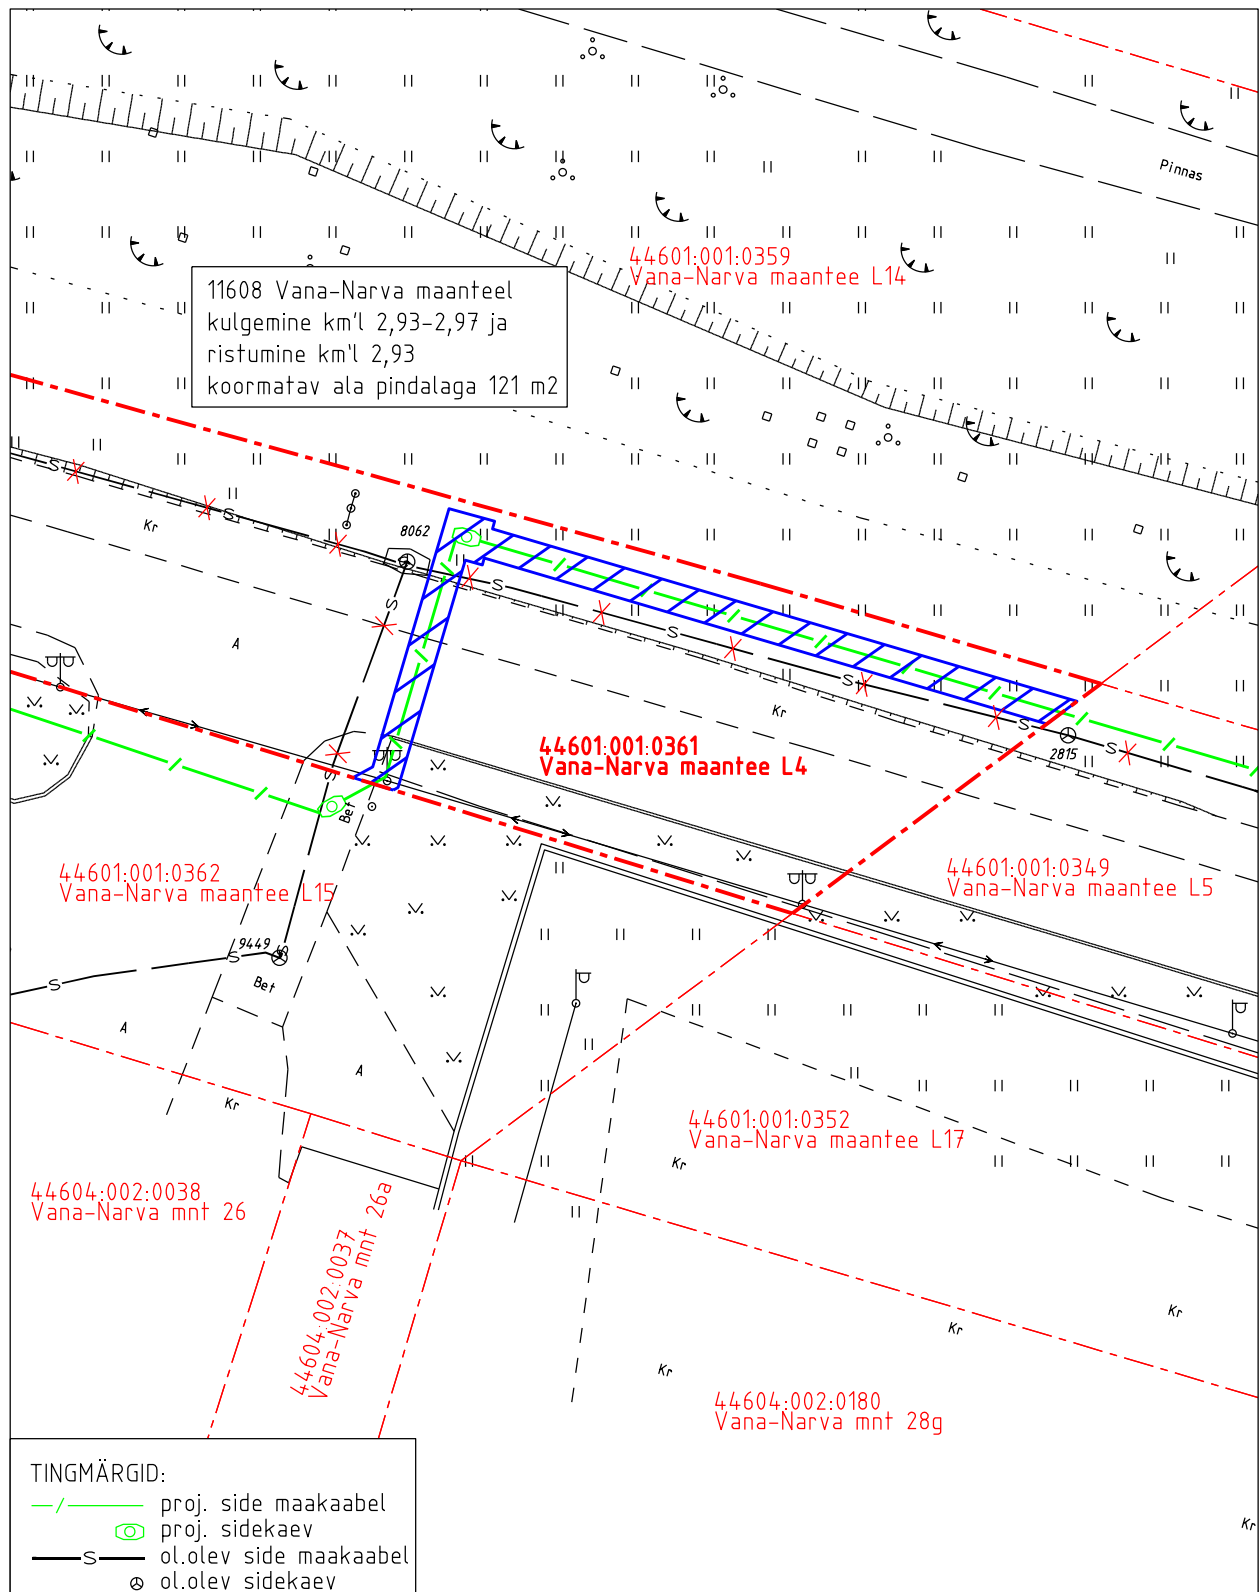 Pinnas
44601:001:0359
Vana-Narva maantee L14
11608 Vana-Narva maanteel
kulgemine km'l 2,93-2,97 ja
ristumine km'l 2,93
koormatav ala pindalaga 121 m2
S
Kr
S
8062
S
S
A
S
S
Kr
S
44601:001:0361
Vana-Narva maantee L4
2815
S
Bet
44601:001:0362
Vana-Narva maantee L15
44601:001:0349
Vana-Narva maantee L5
9449
S
S
S
Bet
A
A
Kr
44601:001:0352
Vana-Narva maantee L17
Kr
44604:002:0038
Vana-Narva mnt 26
44604:002:0037
Vana-Narva mnt 26a
Kr
Kr
Kr
44604:002:0180
Vana-Narva mnt 28g
Kr
TINGMÄRGID:
proj. side maakaabel
proj. sidekaev
S ol.olev side maakaabel
ol.olev sidekaev